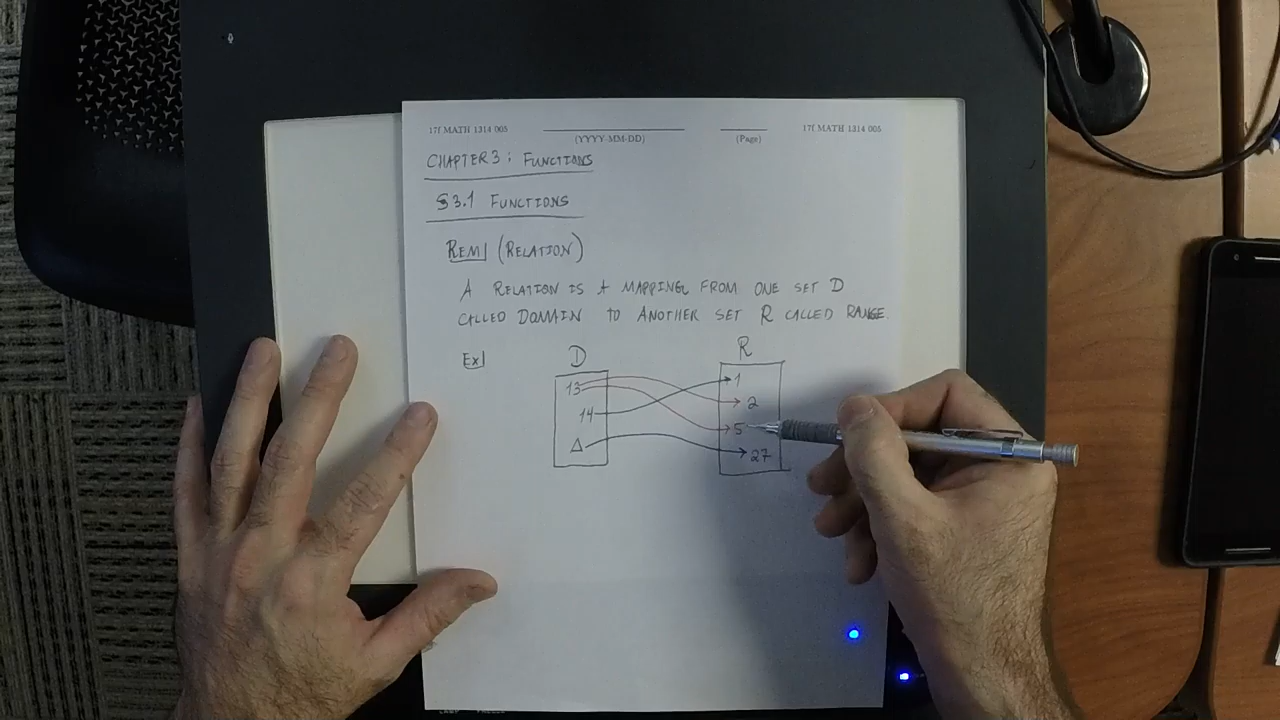 17f MATH 1314 005 (YYYY-MM-DD) (Page) 17f MATH 1314 005
CHAPTER 3: FUNCTIONS
§3.1 FUNCTIONS
REM (RELATION)
A RELATION IS A MAPPING FROM ONE SET D
CALLED DOMAIN TO ANOTHER SET R CALLED RANGE.
Ex D R
13 1
14 2
Δ 5
27